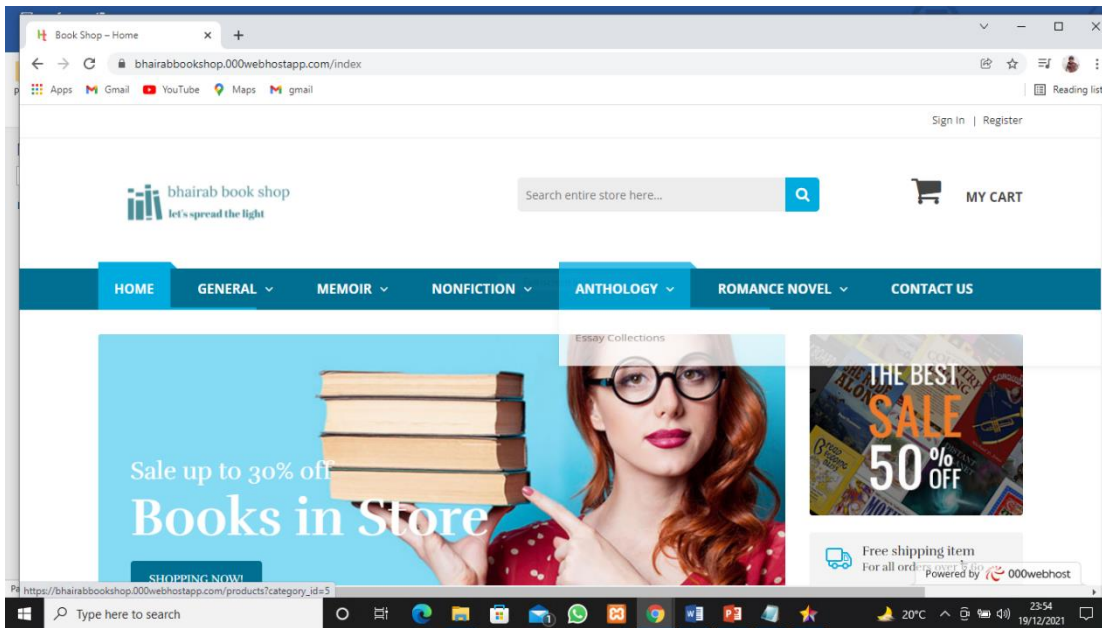 Book Shop – Home
bhairabbookshop.000webhostapp.com/index
Apps Gmail YouTube Maps gmail Reading list
Sign In | Register
bhairab book shop
let's spread the light
Search entire store here...
MY CART
HOME GENERAL MEMOIR NONFICTION ANTHOLOGY ROMANCE NOVEL CONTACT US
Essay Collections
Sale up to 30% off
Books in Store
SHOPPING NOW!
THE BEST
SALE
50% OFF
Free shipping item
For all orders over
Powered by 000webhost
https://bhairabbookshop.000webhostapp.com/products?category_id=5
Type here to search
20°C
23:54
19/12/2021